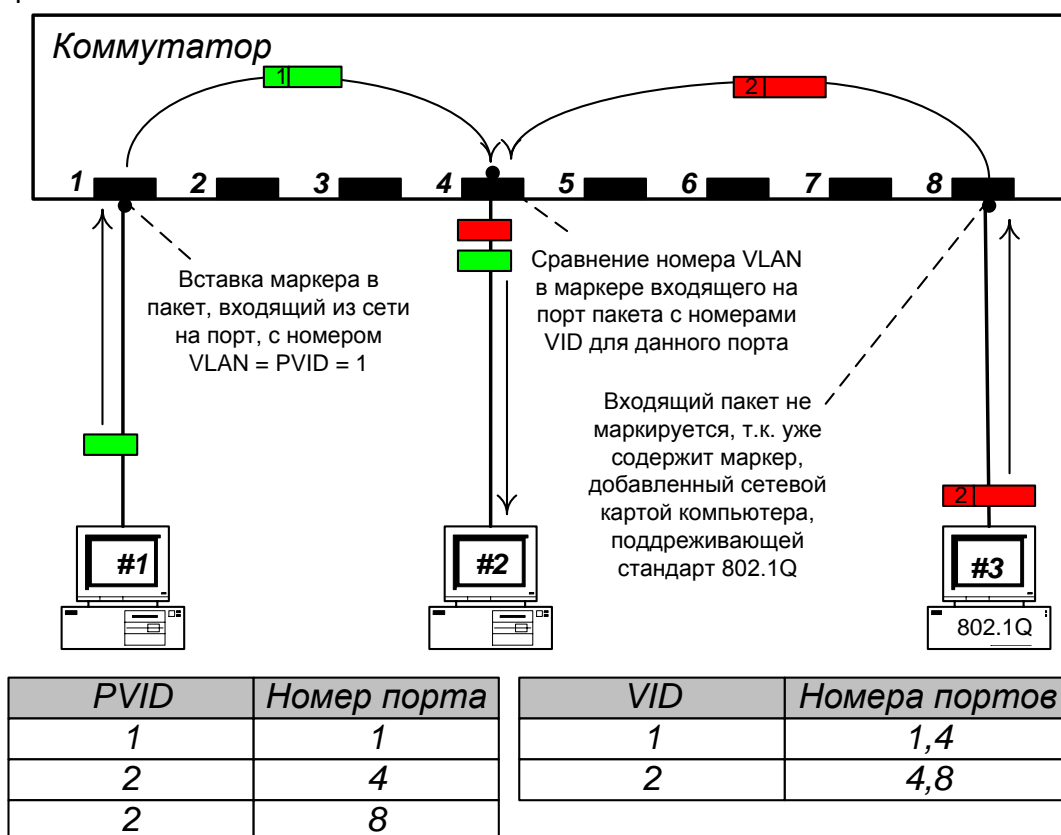 Коммутатор
1
2
1 2 3 4 5 6 7 8
Вставка маркера в
пакет, входящий из сети
на порт, с номером
VLAN = PVID = 1
Сравнение номера VLAN
в маркере входящего на
порт пакета с номерами
VID для данного порта
Входящий пакет не
маркируется, т.к. уже
содержит маркер,
добавленный сетевой
картой компьютера,
поддреживающей
стандарт 802.1Q
2
#1
#2
#3
802.1Q
PVID Номер порта
1 1
2 4
2 8
VID Номера портов
1 1,4
2 4,8